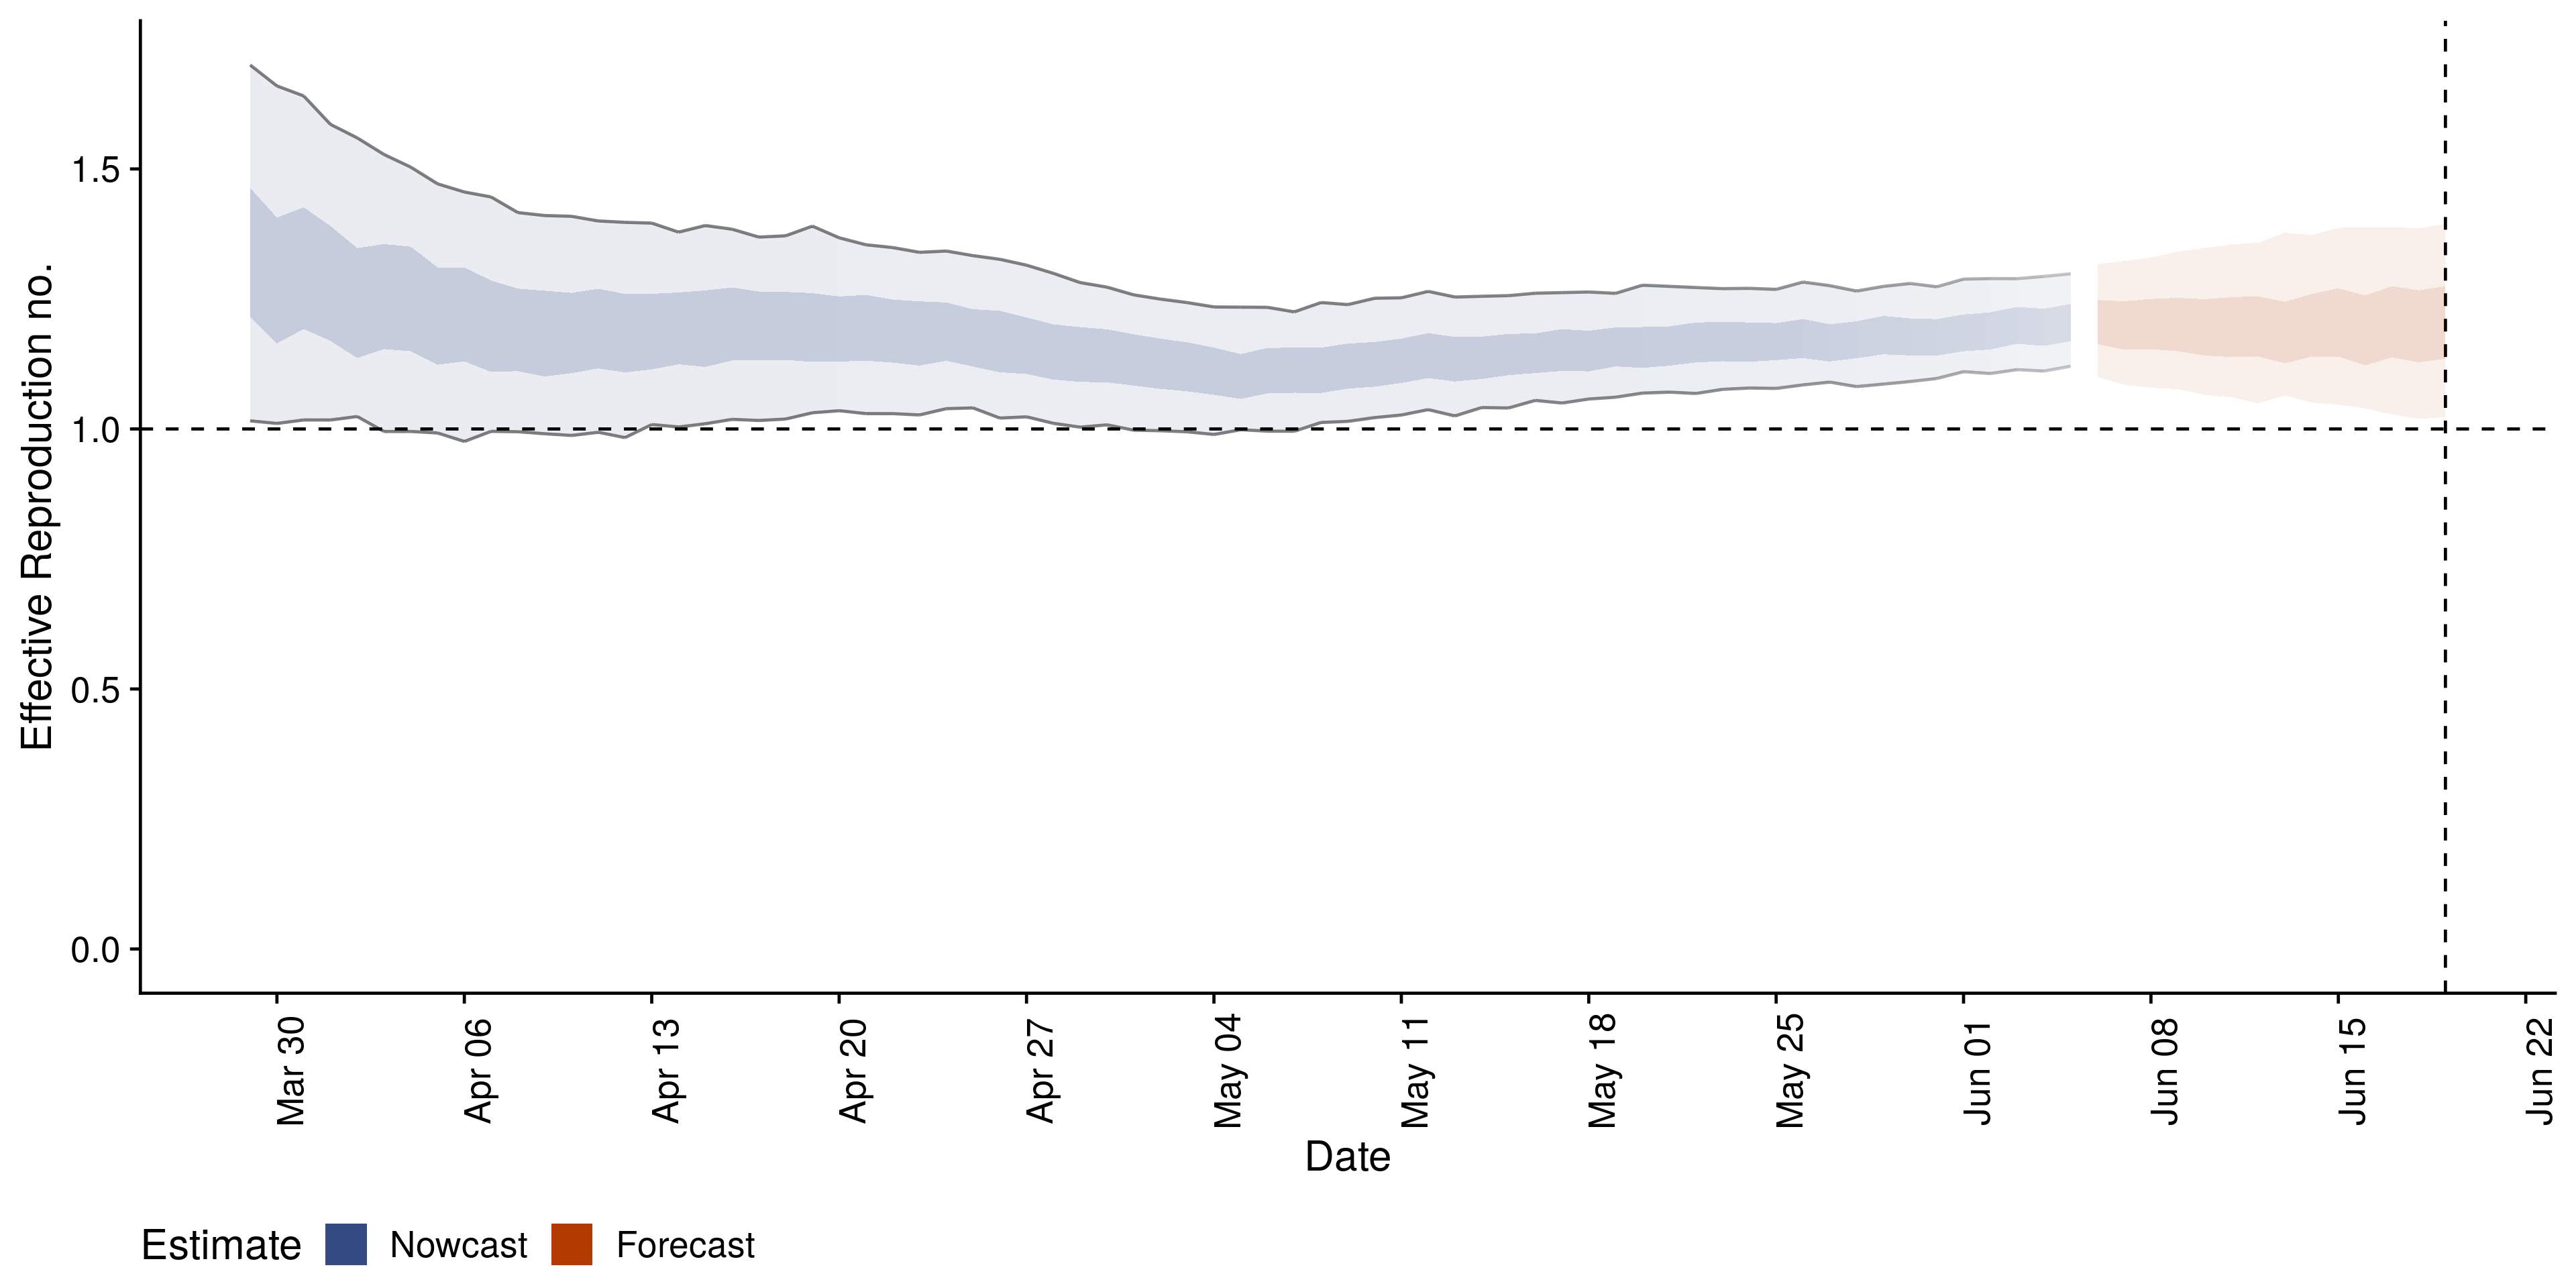 Effective Reproduction no.
1.5
1.0
0.5
0.0
Mar 30
Apr 06
Apr 13
Apr 20
Apr 27
May 04
May 11
May 18
May 25
Jun 01
Jun 08
Jun 15
Jun 22
Date
Estimate Nowcast Forecast